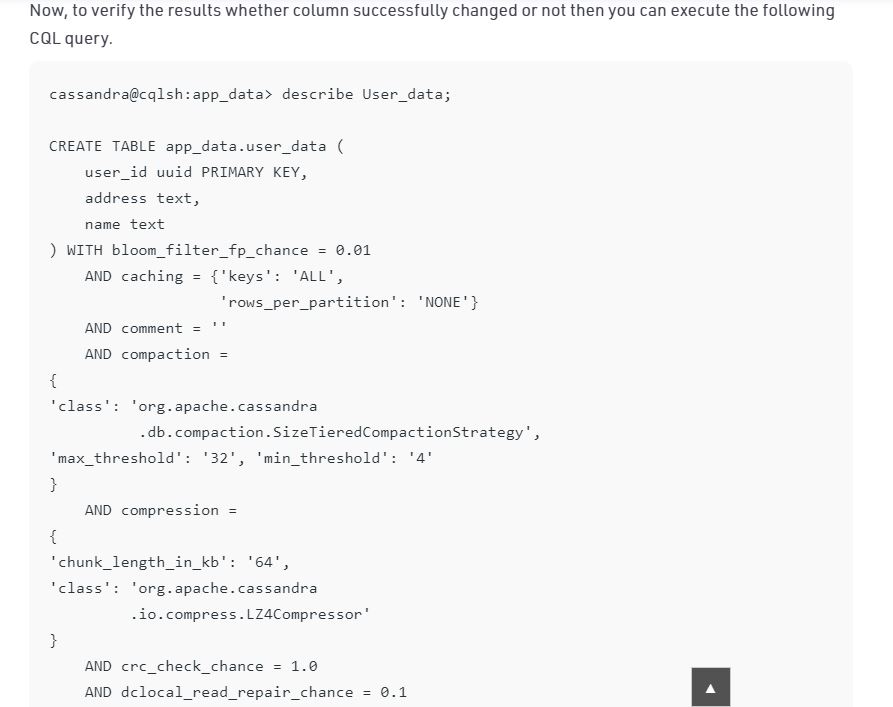 Now, to verify the results whether column successfully changed or not then you can execute the following
CQL query.
cassandra@cqlsh:app_data> describe User_data;
CREATE TABLE app_data.user_data (
    user_id uuid PRIMARY KEY,
    address text,
    name text
) WITH bloom_filter_fp_chance = 0.01
    AND caching = {'keys': 'ALL',
                   'rows_per_partition': 'NONE'}
    AND comment = ''
    AND compaction =
{
'class': 'org.apache.cassandra
          .db.compaction.SizeTieredCompactionStrategy',
'max_threshold': '32', 'min_threshold': '4'
}
    AND compression =
{
'chunk_length_in_kb': '64',
'class': 'org.apache.cassandra
         .io.compress.LZ4Compressor'
}
    AND crc_check_chance = 1.0
    AND dclocal_read_repair_chance = 0.1